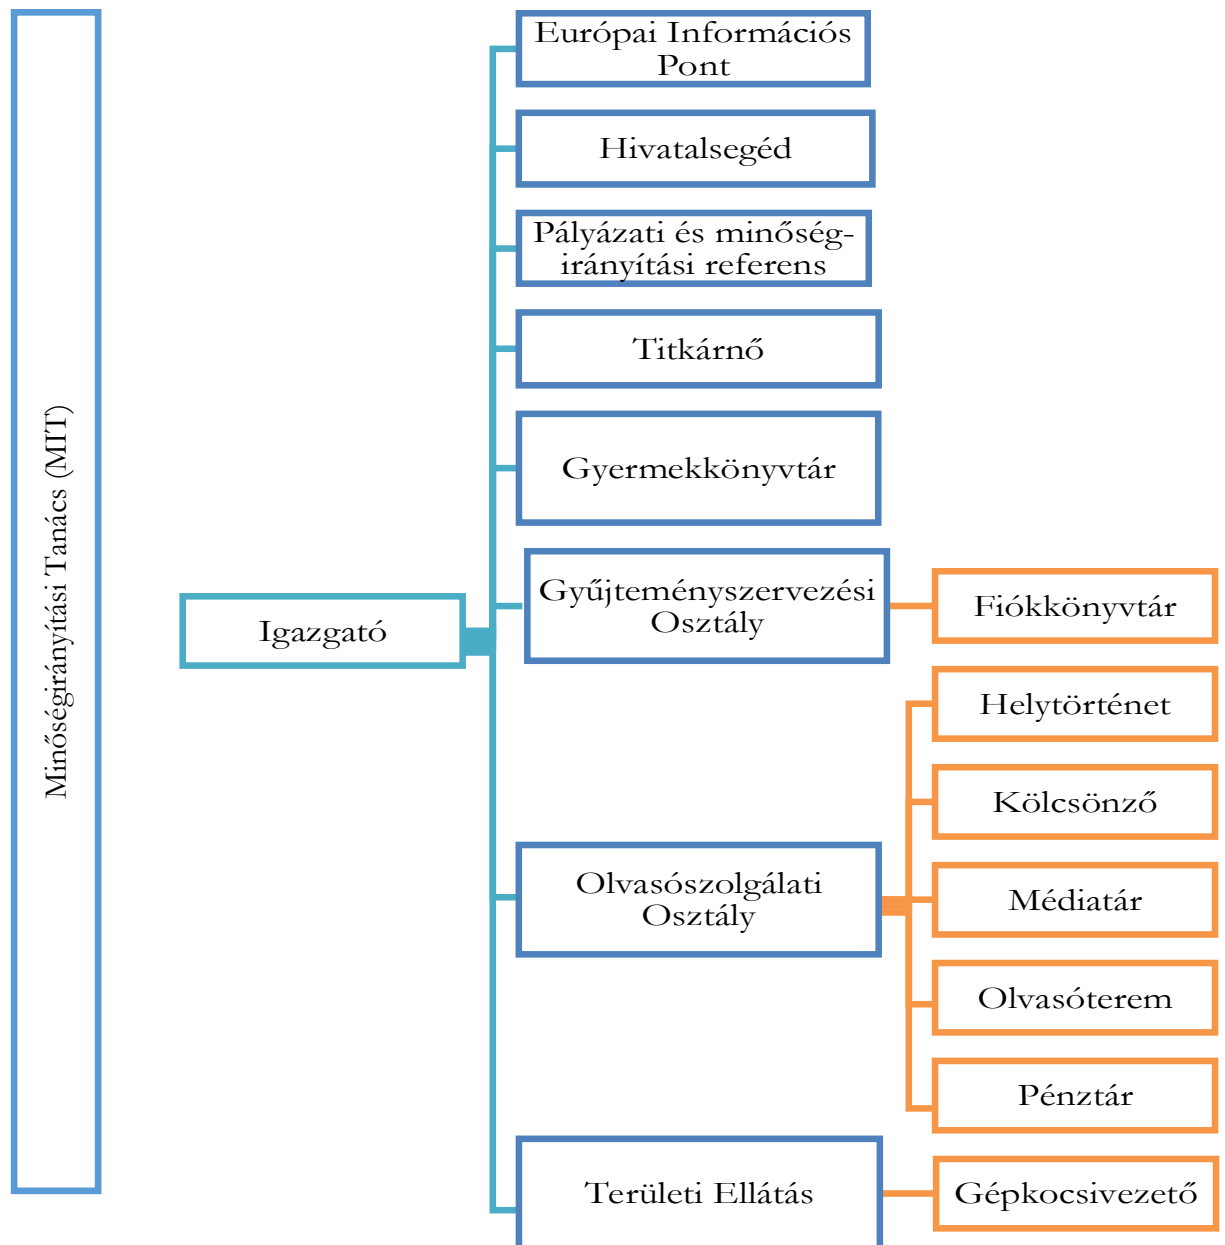 Minőségirányítási Tanács (MIT)
Igazgató
Európai Információs
Pont
Hivatalsegéd
Pályázati és minőség-
irányítási referens
Titkárnő
Gyermekkönyvtár
Gyűjteményszervezési
Osztály
Fiókkönyvtár
Olvasószolgálati
Osztály
Helytörténet
Kölcsönző
Médiatár
Olvasóterem
Pénztár
Területi Ellátás
Gépkocsivezető